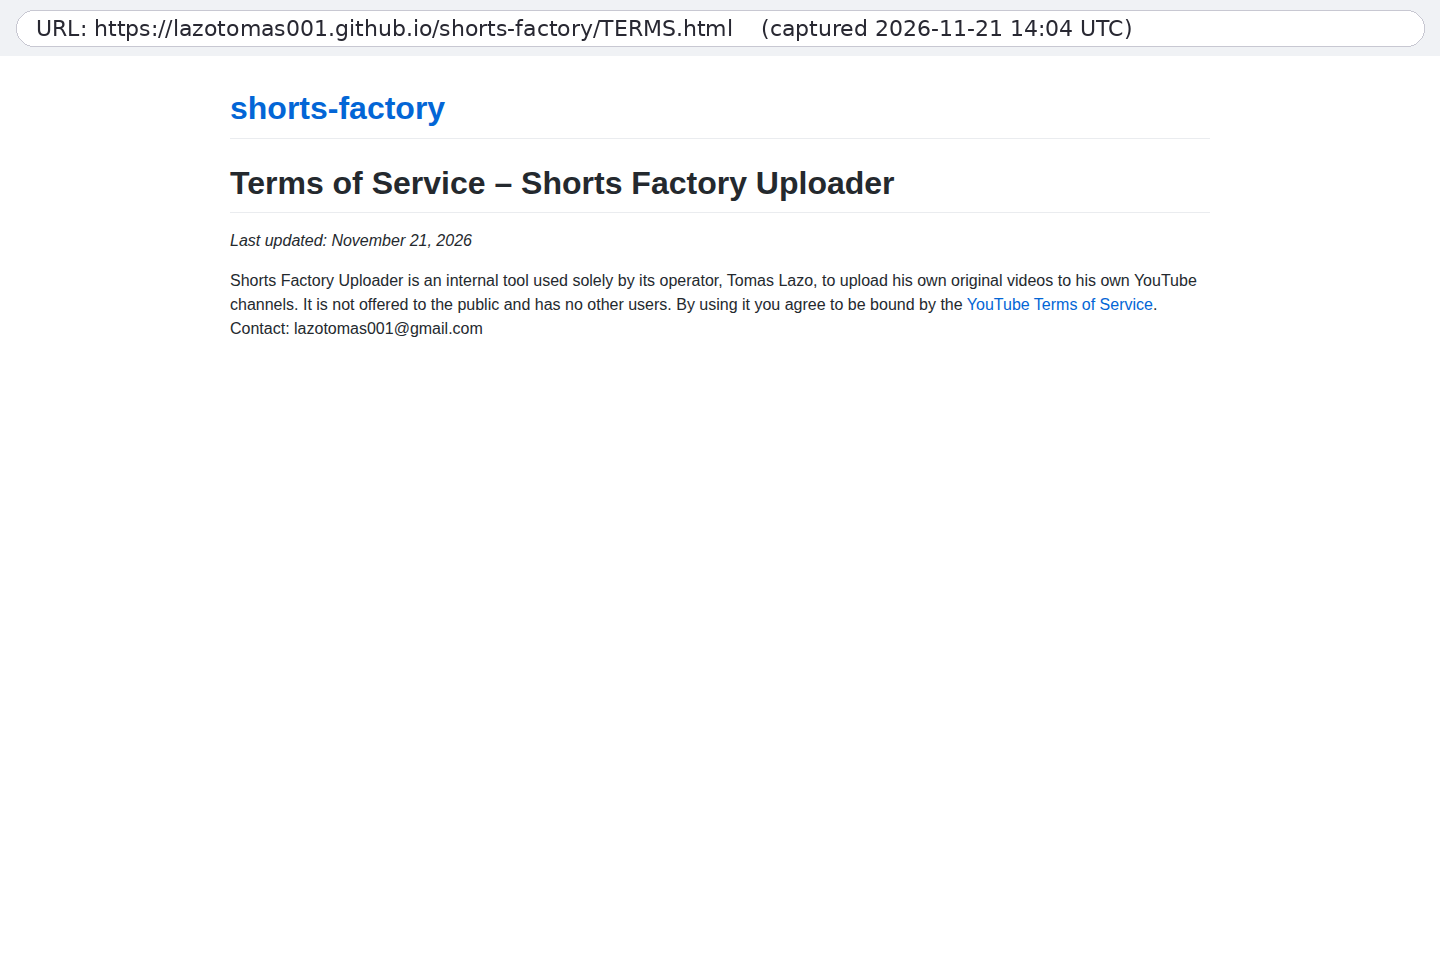 URL: https://lazotomas001.github.io/shorts-factory/TERMS.html (captured 2026-11-21 14:04 UTC)
shorts-factory
Terms of Service – Shorts Factory Uploader
Last updated: November 21, 2026
Shorts Factory Uploader is an internal tool used solely by its operator, Tomas Lazo, to upload his own original videos to his own YouTube
channels. It is not offered to the public and has no other users. By using it you agree to be bound by the YouTube Terms of Service.
Contact: lazotomas001@gmail.com